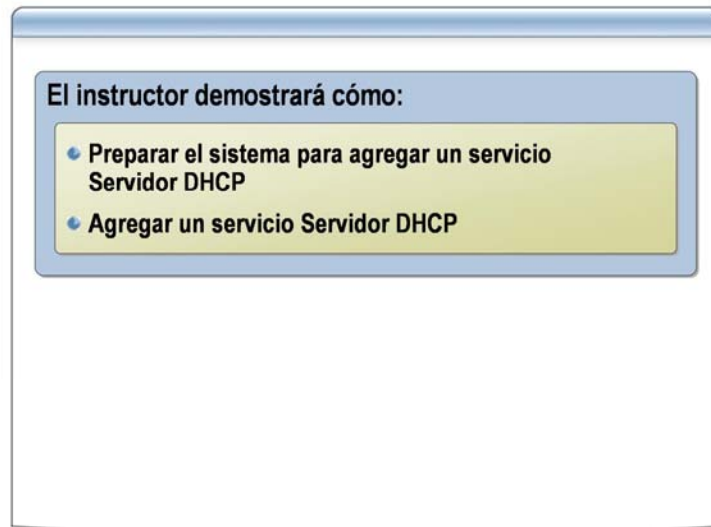 El instructor demostrará cómo:
Preparar el sistema para agregar un servicio
Servidor DHCP
Agregar un servicio Servidor DHCP